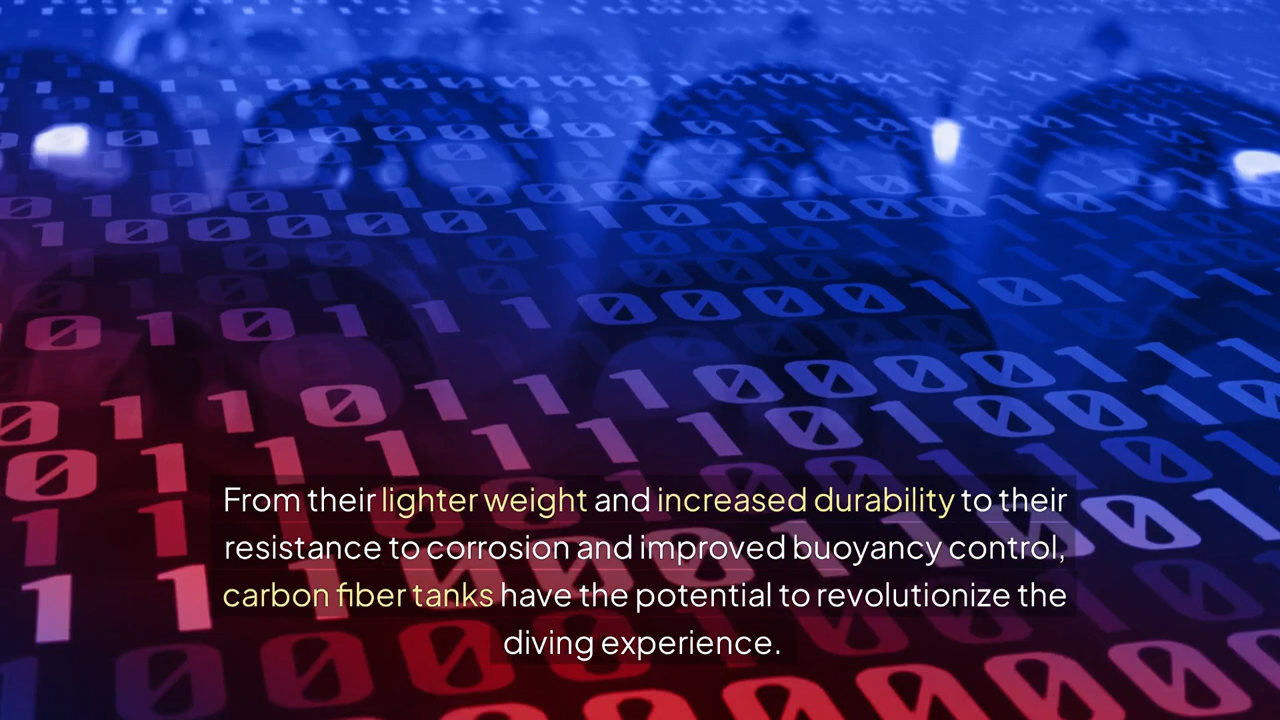 From their lighter weight and increased durability to their
resistance to corrosion and improved buoyancy control,
carbon fiber tanks have the potential to revolutionize the
diving experience.